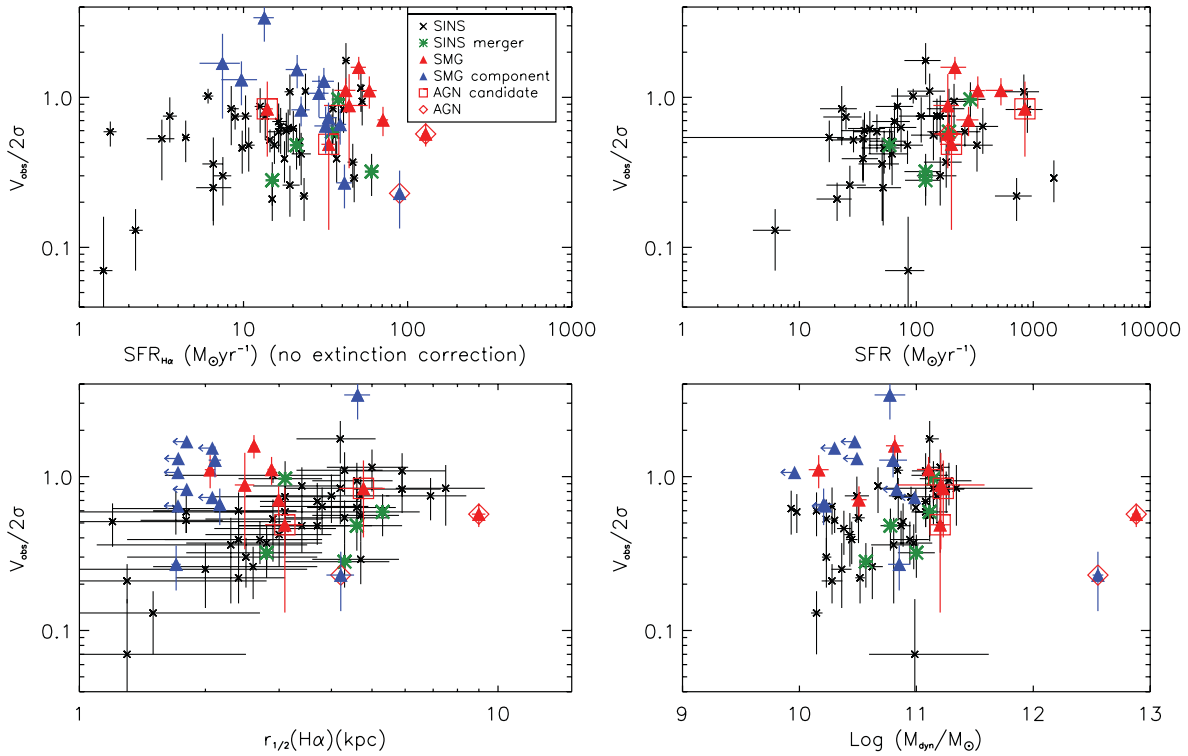 V_obs/2σ
1.0
0.1
1 10 100 1000
SFR_Hα (M⊙yr⁻¹) (no extinction correction)
SINS
SINS merger
SMG
SMG component
AGN candidate
AGN
V_obs/2σ
1.0
0.1
1 10 100 1000 10000
SFR (M⊙yr⁻¹)
V_obs/2σ
1.0
0.1
1 10
r_1/2(Hα)(kpc)
V_obs/2σ
1.0
0.1
9 10 11 12 13
Log (M_dyn/M⊙)